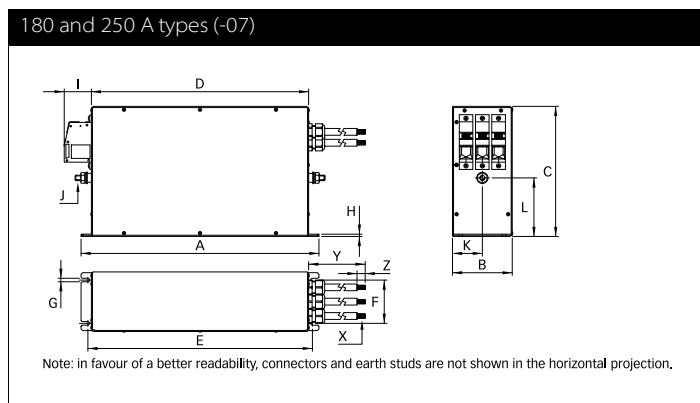 180 and 250 A types (-07)
I
D
J
H
A
C
L
K
B
Y
Z
G
F
X
E
Note: in favour of a better readability, connectors and earth studs are not shown in the horizontal projection.